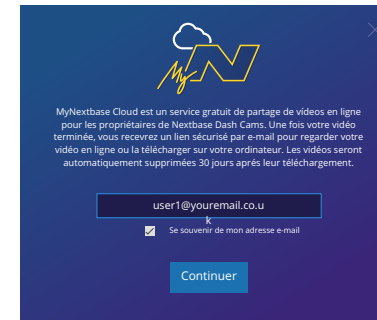 My N
MyNextbase Cloud est un service gratuit de partage de vídeos en ligne
pour les propriétaires de Nextbase Dash Cams. Une fois votre vidéo
terminée, vous recevrez un lien sécurisé par e-mail pour regarder votre
vidéo en ligne ou la télécharger sur votre ordinateur. Les vidéos seront
automatiquement supprimées 30 jours aprés leur téléchargement.
user1@youremail.co.u
k
Se souvenir de mon adresse e-mail
Continuer